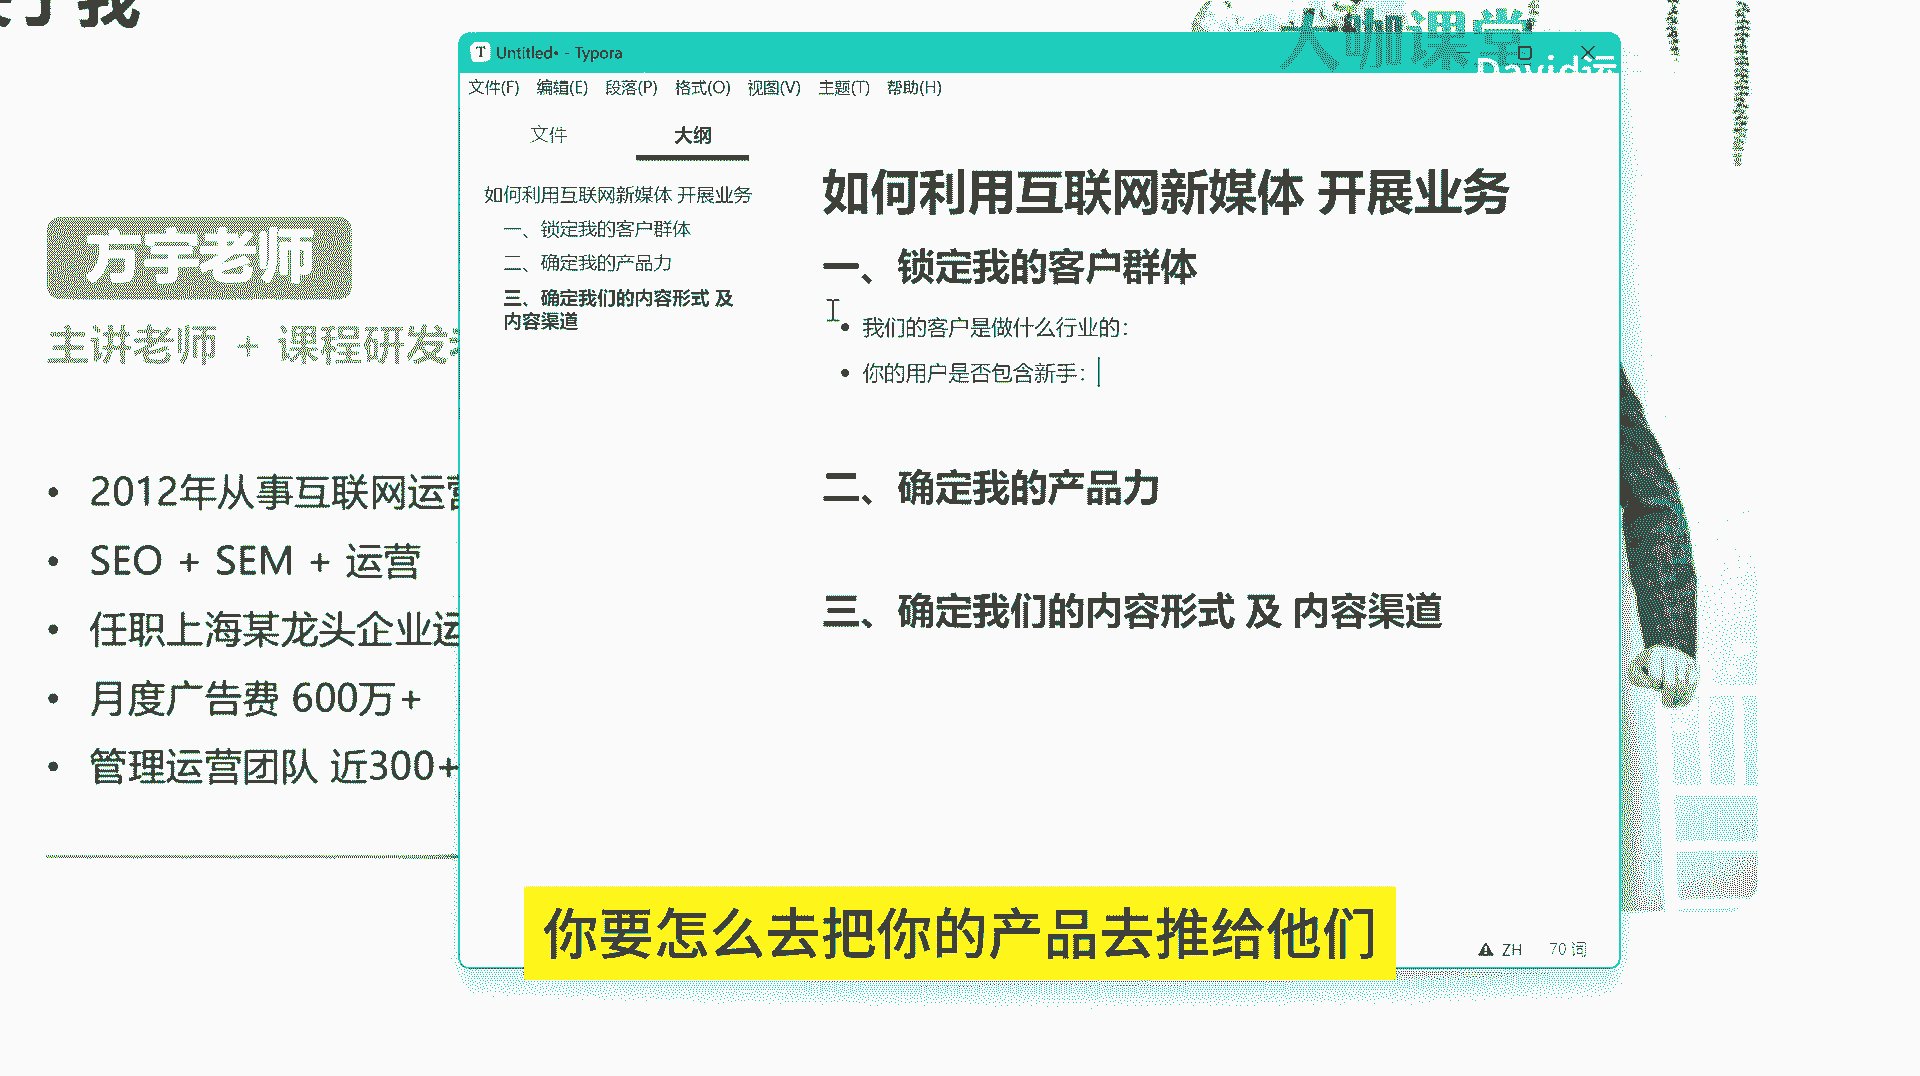 Untitled• - Typora
文件(F) 编辑(E) 段落(P) 格式(O) 视图(V) 主题(T) 帮助(H)
文件 大纲
如何利用互联网新媒体 开展业务
一、锁定我的客户群体
二、确定我的产品力
三、确定我们的内容形式 及
内容渠道
如何利用互联网新媒体 开展业务
一、锁定我的客户群体
• 我们的客户是做什么行业的：
• 你的用户是否包含新手：
二、确定我的产品力
三、确定我们的内容形式 及 内容渠道
ZH 70 词
大咖课堂
David运
我
方宇老师
主讲老师 + 课程研发
• 2012年从事互联网运营
• SEO + SEM + 运营
• 任职上海某龙头企业运
• 月度广告费 600万+
• 管理运营团队 近300+
你要怎么去把你的产品去推给他们